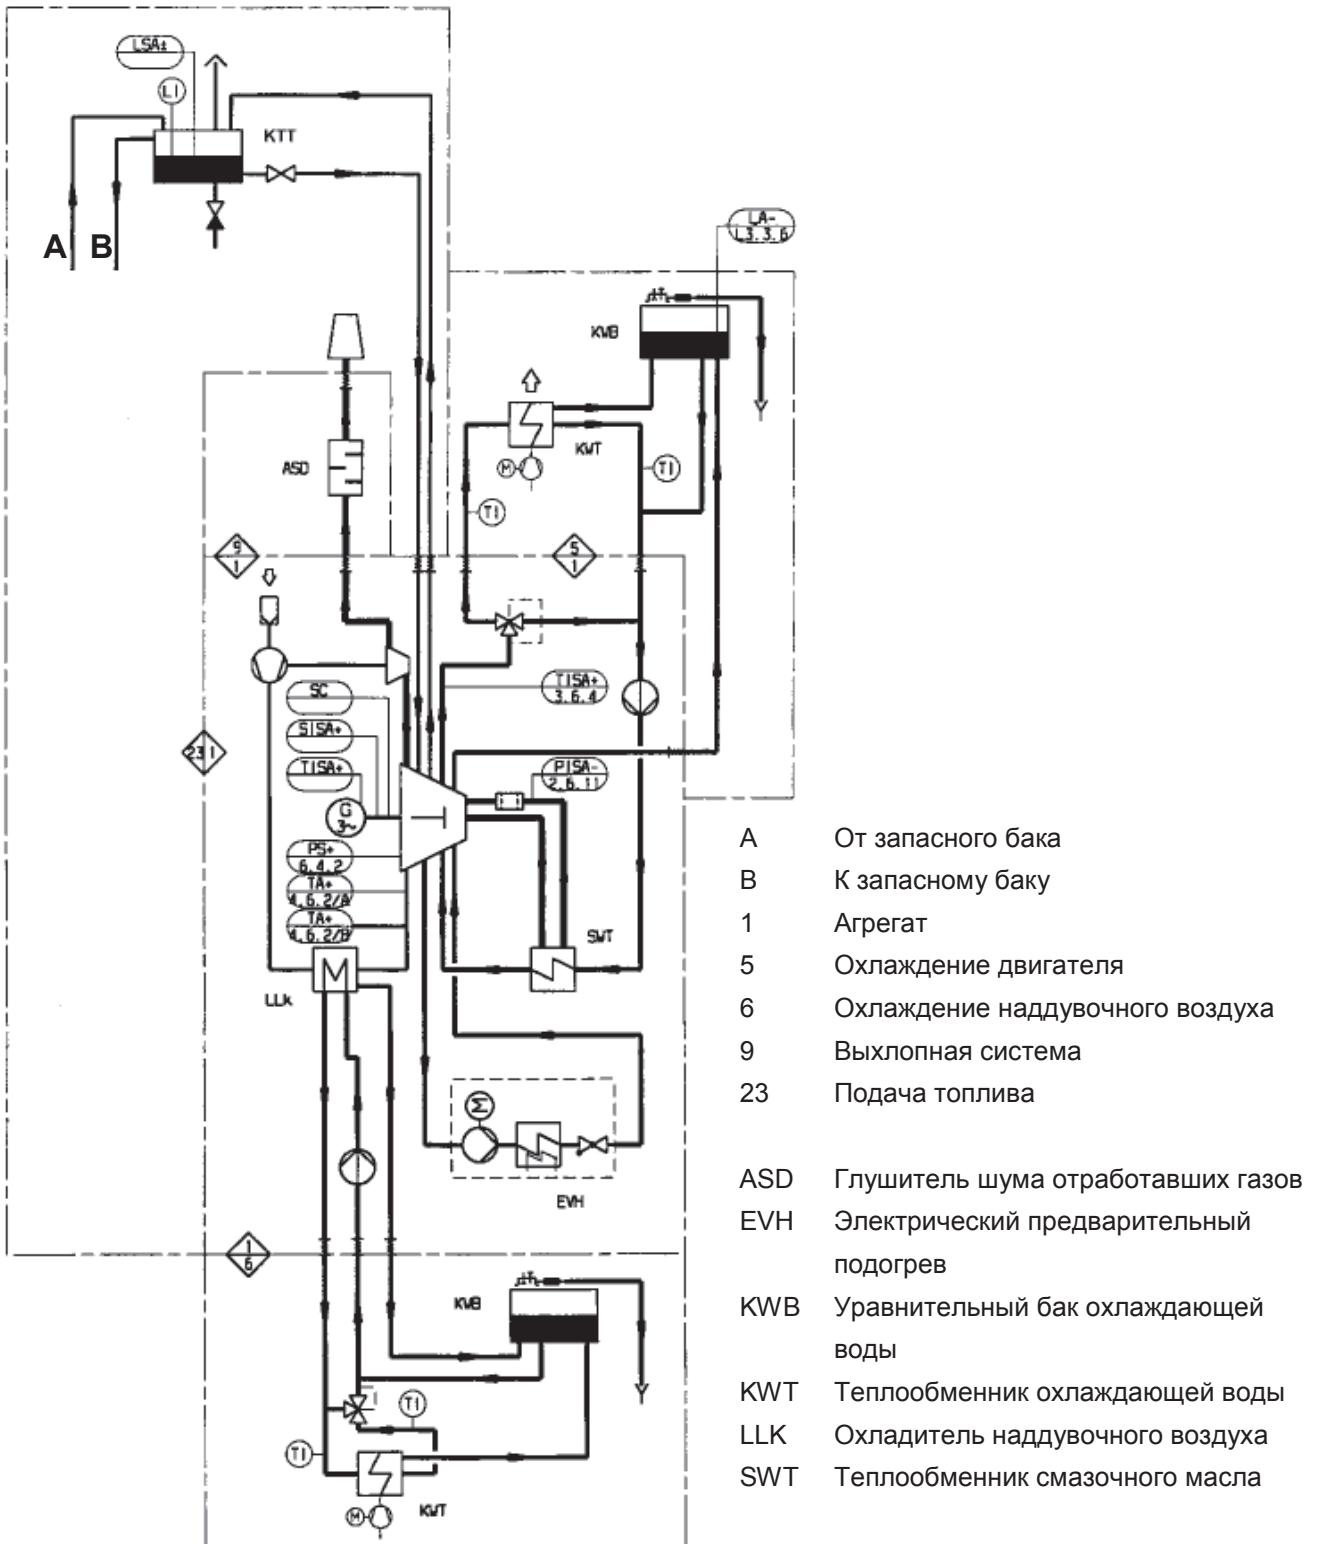 LSA±
LI
KTT
A B
LA-
L3.3.6
KWB
KWT
M
TI
ASD
TI
9
1
5
1
SC
TISA+
3.6.4
SISA+
23 1
TISA+
PISA-
2.6.11
G
3~
PS+
6.4.2
TA+
4.6.2/A
TA+
4.6.2/B
SWT
LLK
Σ
EVH
1
6
KWB
TI
TI
M
KWT
A От запасного бака
B К запасному баку
1 Агрегат
5 Охлаждение двигателя
6 Охлаждение наддувочного воздуха
9 Выхлопная система
23 Подача топлива
ASD Глушитель шума отработавших газов
EVH Электрический предварительный
подогрев
KWB Уравнительный бак охлаждающей
воды
KWT Теплообменник охлаждающей воды
LLK Охладитель наддувочного воздуха
SWT Теплообменник смазочного масла